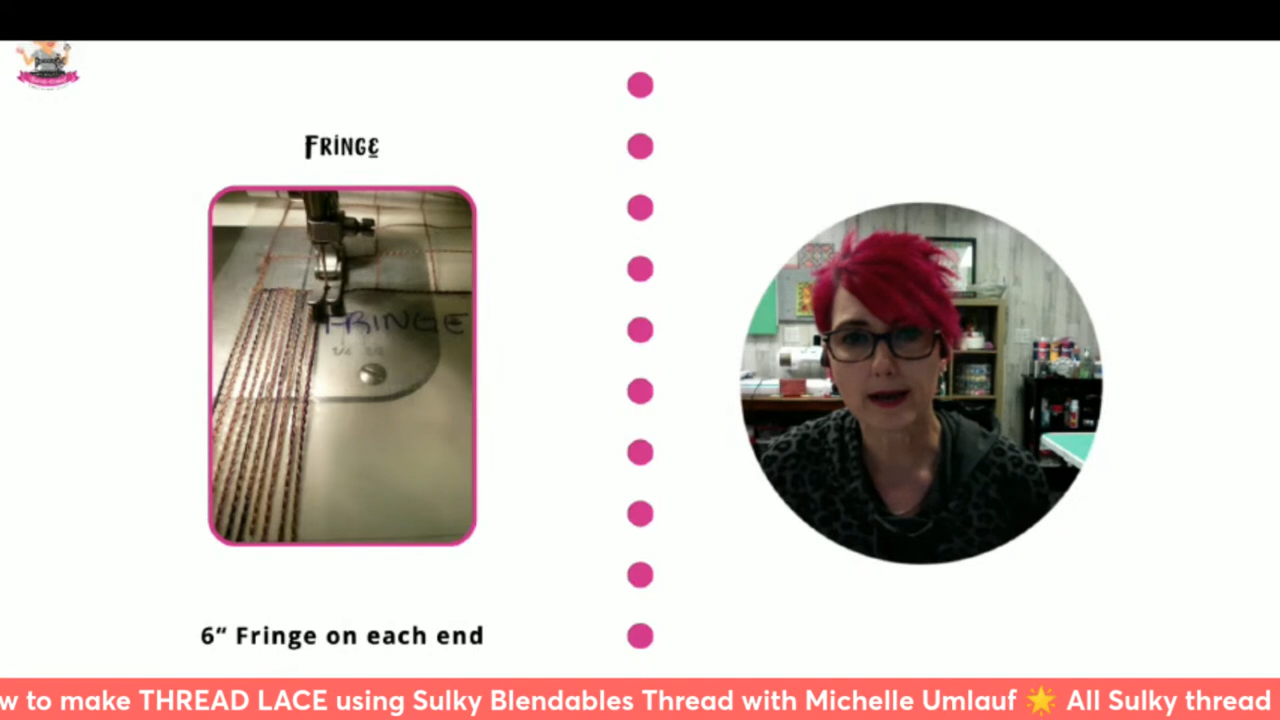 FRINGE
FRINGE
6" Fringe on each end
w to make THREAD LACE using Sulky Blendables Thread with Michelle Umlauf 🌟 All Sulky thread